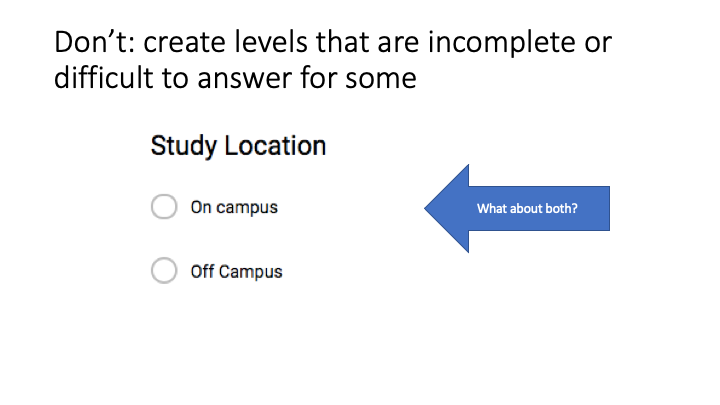 Don’t: create levels that are incomplete or
difficult to answer for some
Study Location
On campus
What about both?
Off Campus